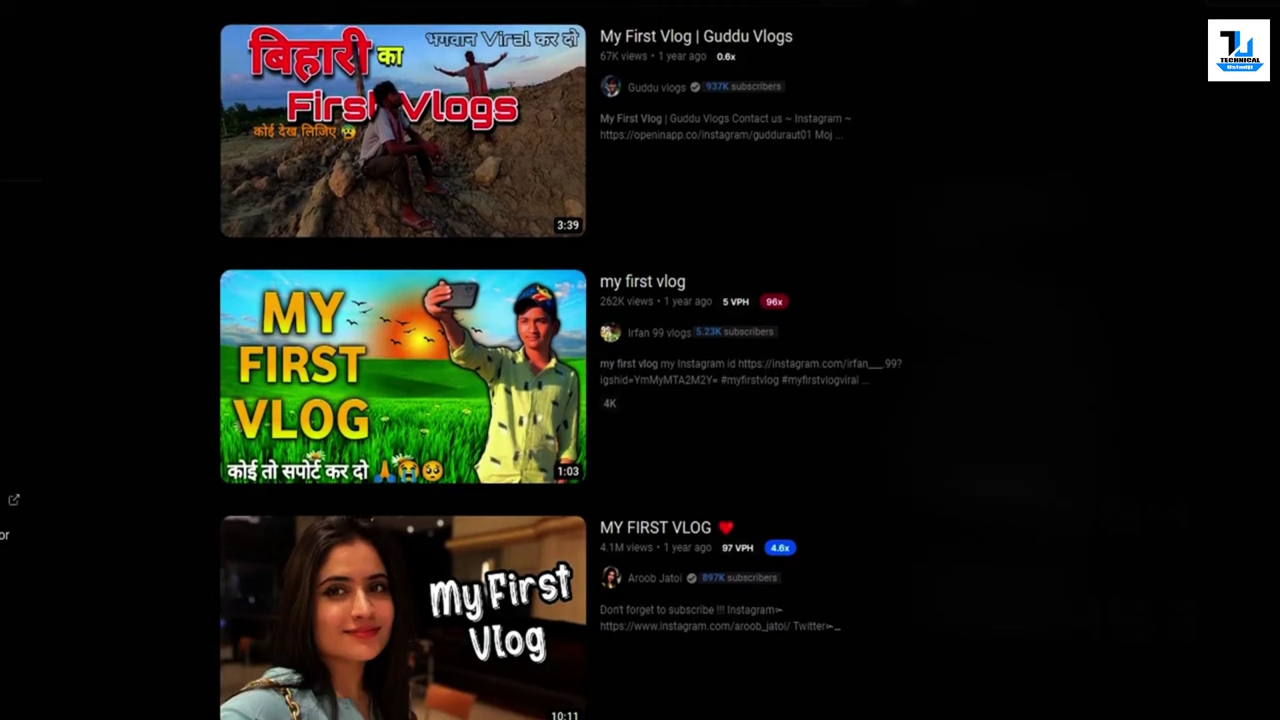 बिहारी का
भगवान Viral कर दो
First Vlogs
कोई देख लिजिए
3:39
My First Vlog | Guddu Vlogs
67K views • 1 year ago 0.6x
Guddu vlogs 937K subscribers
My First Vlog | Guddu Vlogs Contact us ~ Instagram ~
https://openinapp.co/instagram/gudduraut01 Moj ...
TECHNICAL
Ustadji
MY
FIRST
VLOG
कोई तो सपोर्ट कर दो 🙏😭🥺
1:03
my first vlog
262K views • 1 year ago 5 VPH 96x
Irfan 99 vlogs 5.23K subscribers
my first vlog my Instagram id https://instagram.com/irfan___.99?
igshid=YmMyMTA2M2Y= #myfirstvlog #myfirstvlogviral ...
4K
or
My First
Vlog
10:11
MY FIRST VLOG ❤️
4.1M views • 1 year ago 97 VPH 4.6x
Aroob Jatoi 897K subscribers
Don't forget to subscribe !!! Instagram➳
https://www.instagram.com/aroob_jatoi/ Twitter➳...